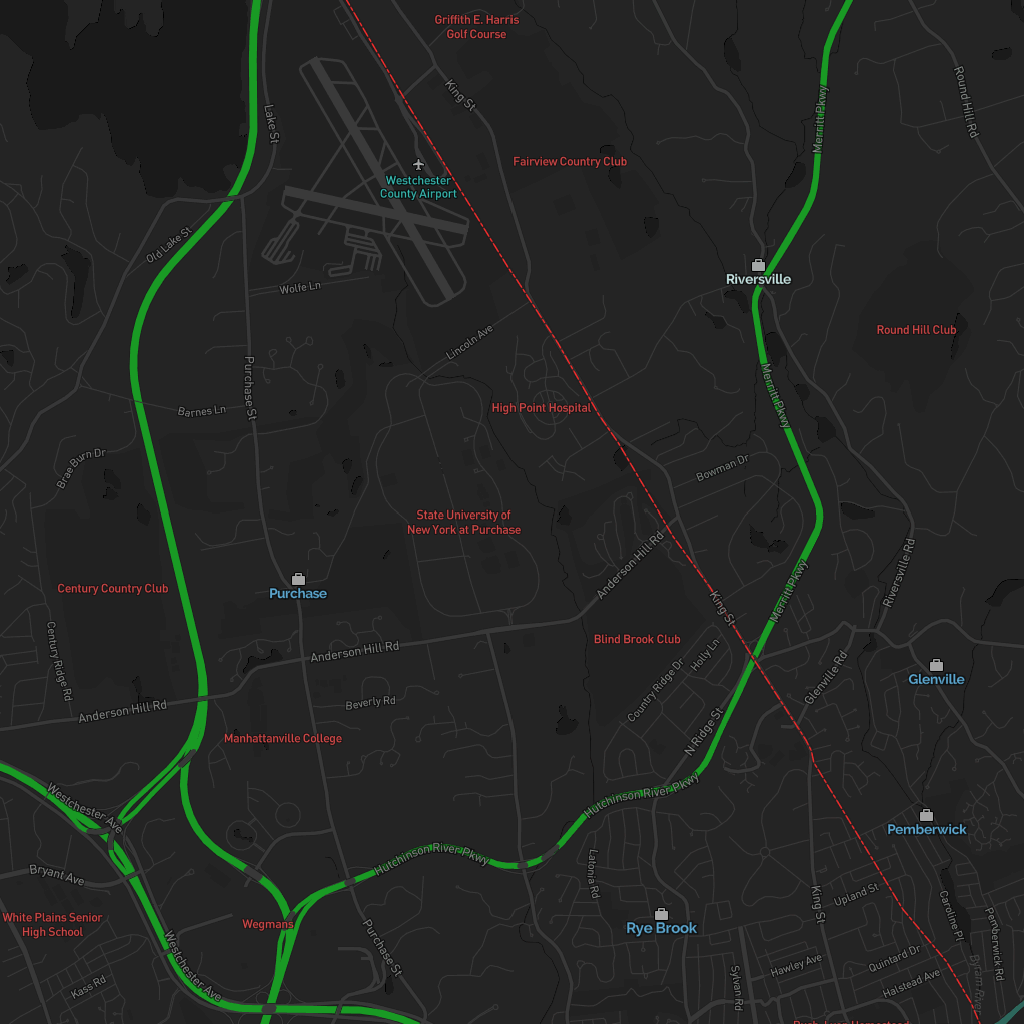 Griffith E. Harris
Golf Course
King St
Lake St
Merritt Pkwy
Round Hill Rd
Fairview Country Club
Westchester
County Airport
Old Lake St
Riversville
Wolfe Ln
Round Hill Club
Lincoln Ave
Purchase St
Merritt Pkwy
Barnes Ln
High Point Hospital
Brae Burn Dr
Bowman Dr
State University of
New York at Purchase
Anderson Hill Rd
Riversville Rd
Century Country Club
Purchase
Merritt Pkwy
King St
Blind Brook Club
Century Ridge Rd
Anderson Hill Rd
Holly Ln
Country Ridge Dr
Glenville Rd
Glenville
Beverly Rd
Anderson Hill Rd
N Ridge St
Manhattanville College
Westchester Ave
Hutchinson River Pkwy
Pemberwick
Hutchinson River Pkwy
Bryant Ave
Latonia Rd
King St
Upland St
Caroline Pl
Pemberwick Rd
White Plains Senior
High School
Wegmans
Rye Brook
Purchase St
Westchester Ave
Kass Rd
Sylvan Rd
Hawley Ave
Quintard Dr
Halstead Ave
Byram River